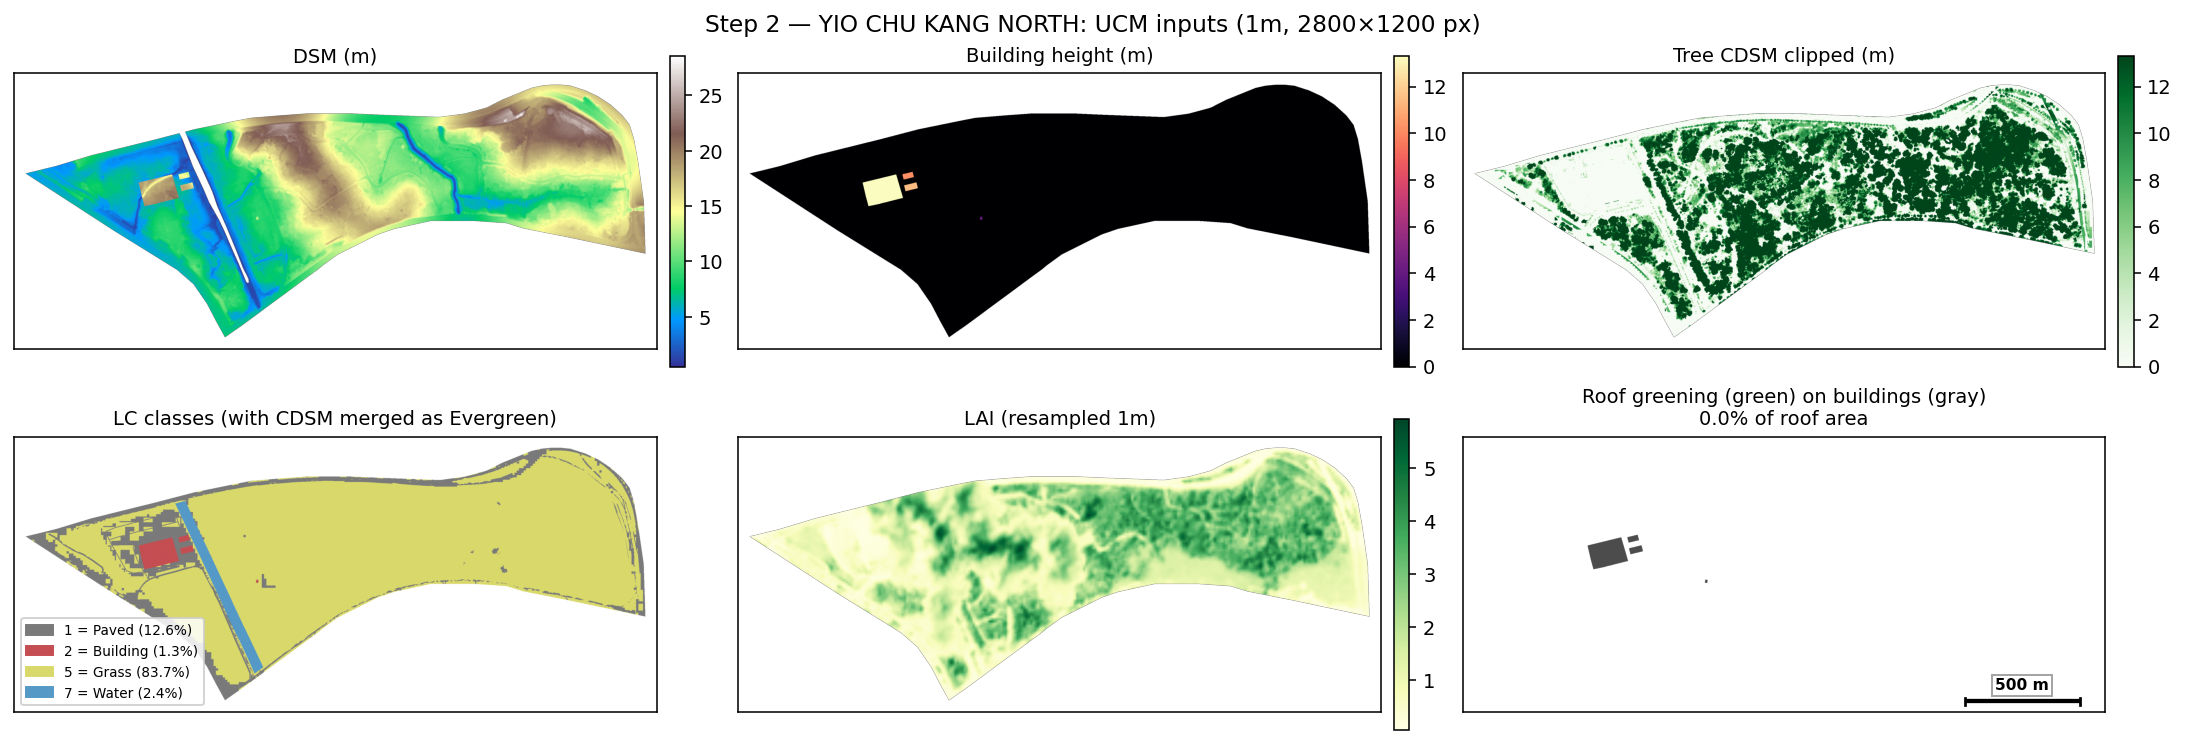 Step 2 — YIO CHU KANG NORTH: UCM inputs (1m, 2800×1200 px)
DSM (m)
25
20
15
10
5
Building height (m)
12
10
8
6
4
2
0
Tree CDSM clipped (m)
12
10
8
6
4
2
0
LC classes (with CDSM merged as Evergreen)
1 = Paved (12.6%)
2 = Building (1.3%)
5 = Grass (83.7%)
7 = Water (2.4%)
LAI (resampled 1m)
5
4
3
2
1
Roof greening (green) on buildings (gray)
0.0% of roof area
500 m